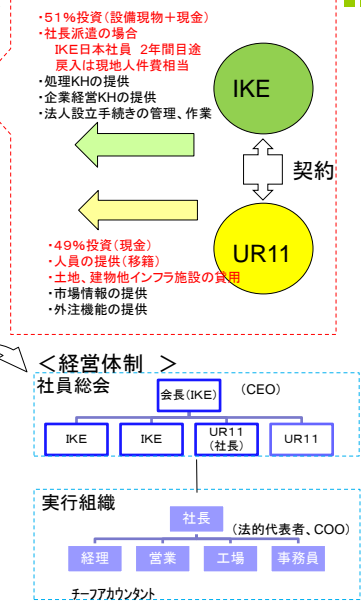 ・51%投資(設備現物+現金)
・社長派遣の場合
IKE日本社員 2年間目途
戻入は現地人件費相当
・処理KHの提供
・企業経営KHの提供
・法人設立手続きの管理、作業
IKE
契約
UR11
・49%投資(現金)
・人員の提供(移籍)
・土地、建物他インフラ施設の貸用
・市場情報の提供
・外注機能の提供
<経営体制 >
社員総会
会長(IKE)
(CEO)
IKE
IKE
UR11
(社長)
UR11
実行組織
社長
(法的代表者、COO)
経理
営業
工場
事務員
チーフアカウンタント